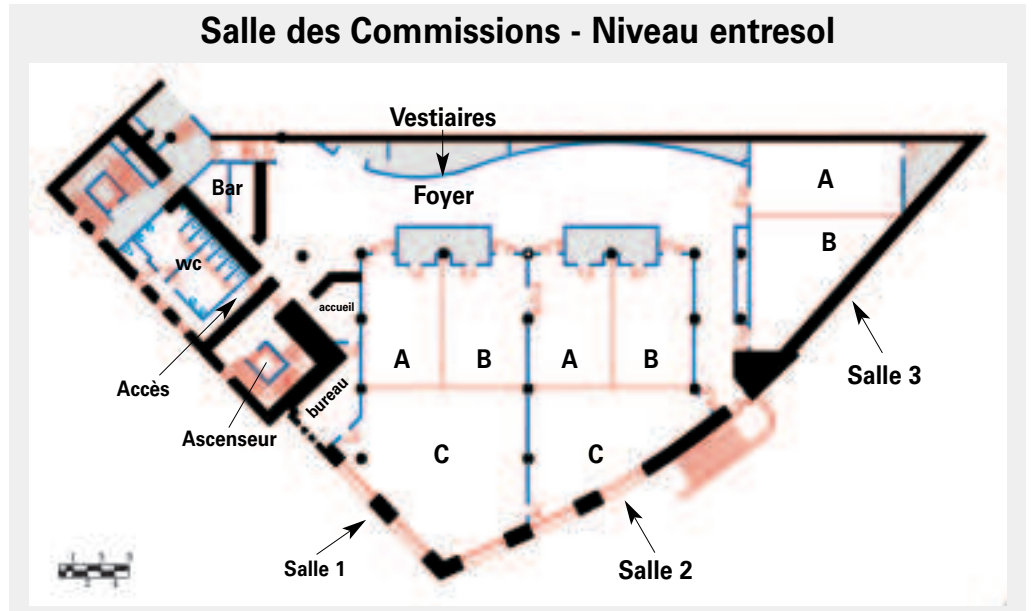 Salle des Commissions - Niveau entresol
Vestiaires
Foyer
Bar
A
B
wc
accueil
A
B
A
B
Salle 3
Accès
bureau
Ascenseur
C
C
Salle 1
Salle 2